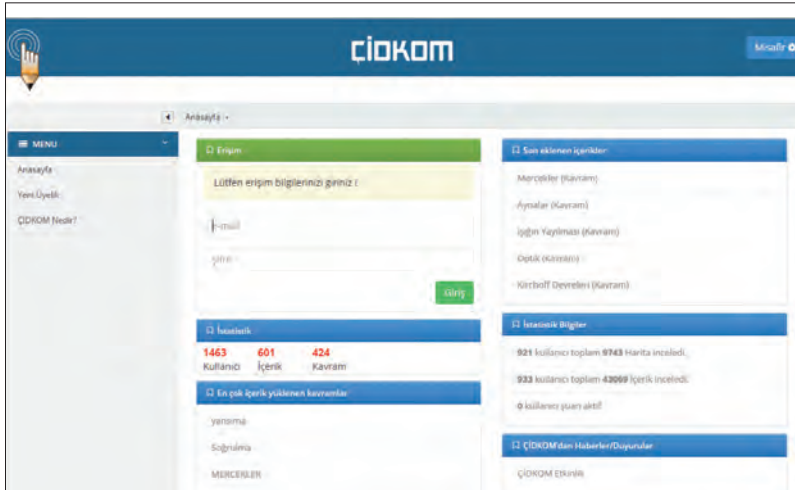 ÇİDKOM
Misafir
Anasayfa
MENU
Anasayfa
Yeni Üyelik
ÇİDKOM Nedir?
Erişim
Lütfen erişim bilgilerinizi giriniz !
e-mail
şifre
Giriş
İstatistik
1463 601 424
Kullanıcı İçerik Kavram
En çok içerik yüklenen kavramlar
yansıma
Soğrulma
MERCEKLER
Son eklenen içerikler
Mercekler (Kavram)
Aynalar (Kavram)
Işığın Yayılması (Kavram)
Optik (Kavram)
Kirchoff Devreleri (Kavram)
İstatistik Bilgiler
921 kullanıcı toplam 9743 Harita inceledi.
933 kullanıcı toplam 43069 İçerik inceledi.
0 kullanıcı şuan aktif
ÇİDKOM'dan Haberler/Duyurular
ÇİDKOM Etkinlik